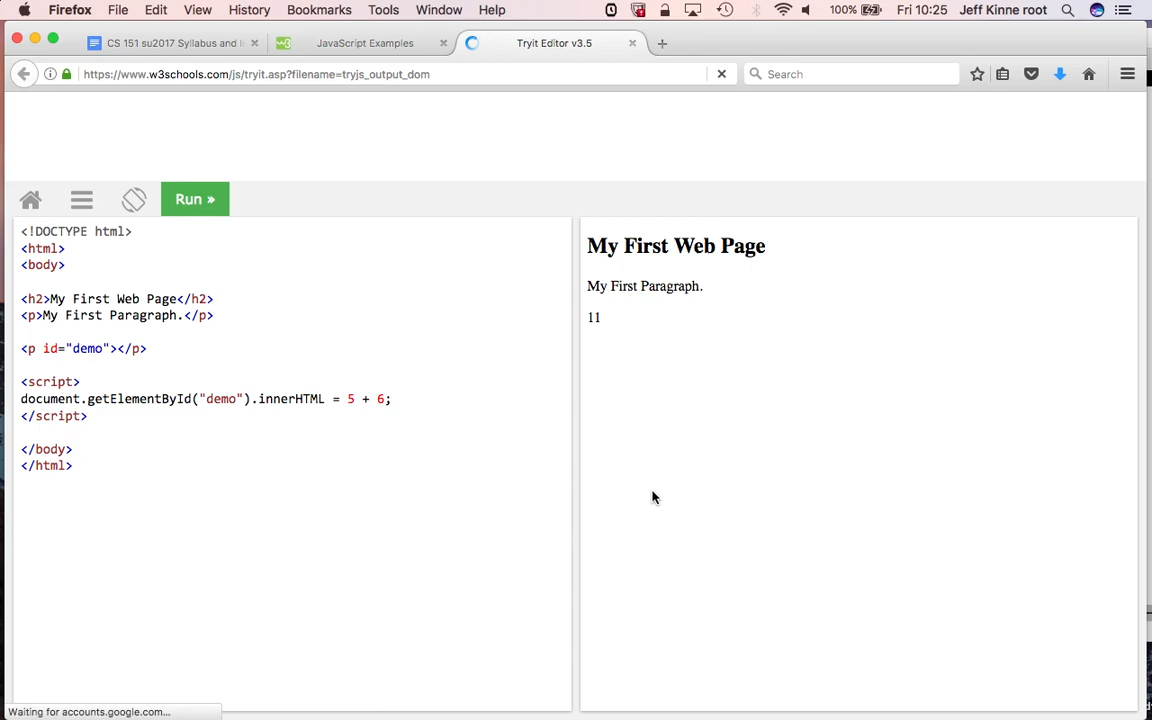 Firefox File Edit View History Bookmarks Tools Window Help 100% Fri 10:25 Jeff Kinne root
CS 151 su2017 Syllabus and i
JavaScript Examples
Tryit Editor v3.5
https://www.w3schools.com/js/tryit.asp?filename=tryjs_output_dom
Search
Run »
<!DOCTYPE html>
<html>
<body>
<h2>My First Web Page</h2>
<p>My First Paragraph.</p>
<p id="demo"></p>
<script>
document.getElementById("demo").innerHTML = 5 + 6;
</script>
</body>
</html>
My First Web Page
My First Paragraph.
11
Waiting for accounts.google.com...